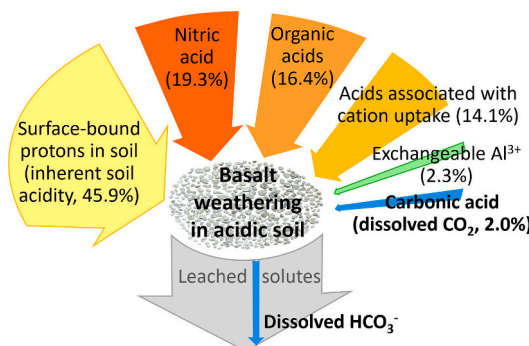 Nitric
acid
(19.3%)
Organic
acids
(16.4%)
Acids associated with
cation uptake (14.1%)
Surface-bound
protons in soil
(inherent soil
acidity, 45.9%)
Exchangeable Al³⁺
(2.3%)
Carbonic acid
(dissolved CO₂, 2.0%)
Basalt
weathering
in acidic soil
Leached solutes
Dissolved HCO₃⁻